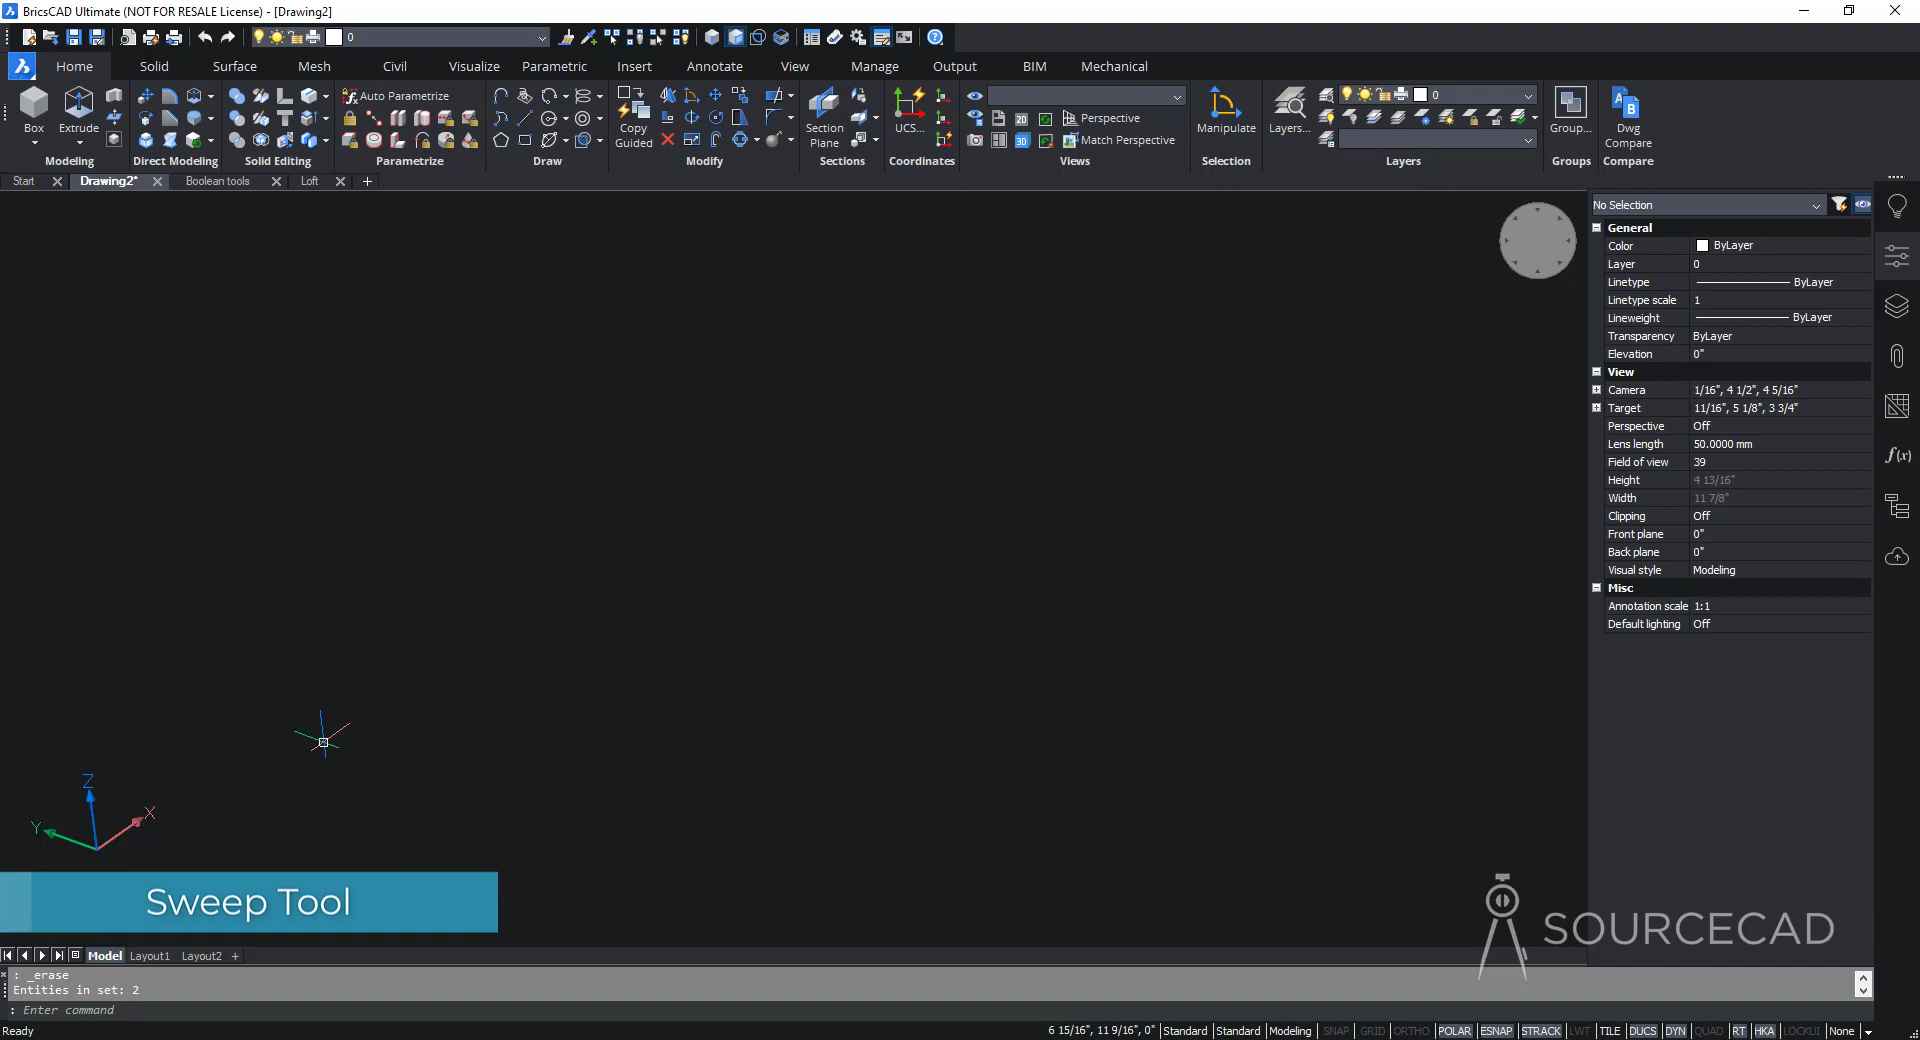 BricsCAD Ultimate (NOT FOR RESALE License) - [Drawing2]
0
Home Solid Surface Mesh Civil Visualize Parametric Insert Annotate View Manage Output BIM Mechanical
Box
Extrude
Modeling
Direct Modeling
Solid Editing
Auto Parametrize
Parametrize
Draw
Copy
Guided
Modify
Section
Plane
Sections
UCS...
Coordinates
2D
3D
Perspective
Match Perspective
Views
Manipulate
Selection
Layers...
0
Layers
Group...
Groups
Dwg
Compare
Compare
Start Drawing2* Boolean tools Loft
No Selection
General
Color ByLayer
Layer 0
Linetype ByLayer
Linetype scale 1
Lineweight ByLayer
Transparency ByLayer
Elevation 0"
View
Camera 1/16", 4 1/2", 4 5/16"
Target 11/16", 5 1/8", 3 3/4"
Perspective Off
Lens length 50.0000 mm
Field of view 39
Height 4 13/16"
Width 11 7/8"
Clipping Off
Front plane 0"
Back plane 0"
Visual style Modeling
Misc
Annotation scale 1:1
Default lighting Off
f(x)
Z
Y
X
Sweep Tool
SOURCECAD
Model Layout1 Layout2 +
: _erase
Entities in set: 2
: Enter command
Ready
6 15/16", 11 9/16", 0" Standard Standard Modeling SNAP GRID ORTHO POLAR ESNAP STRACK LWT TILE DUCS DYN QUAD RT HKA LOCKUI None